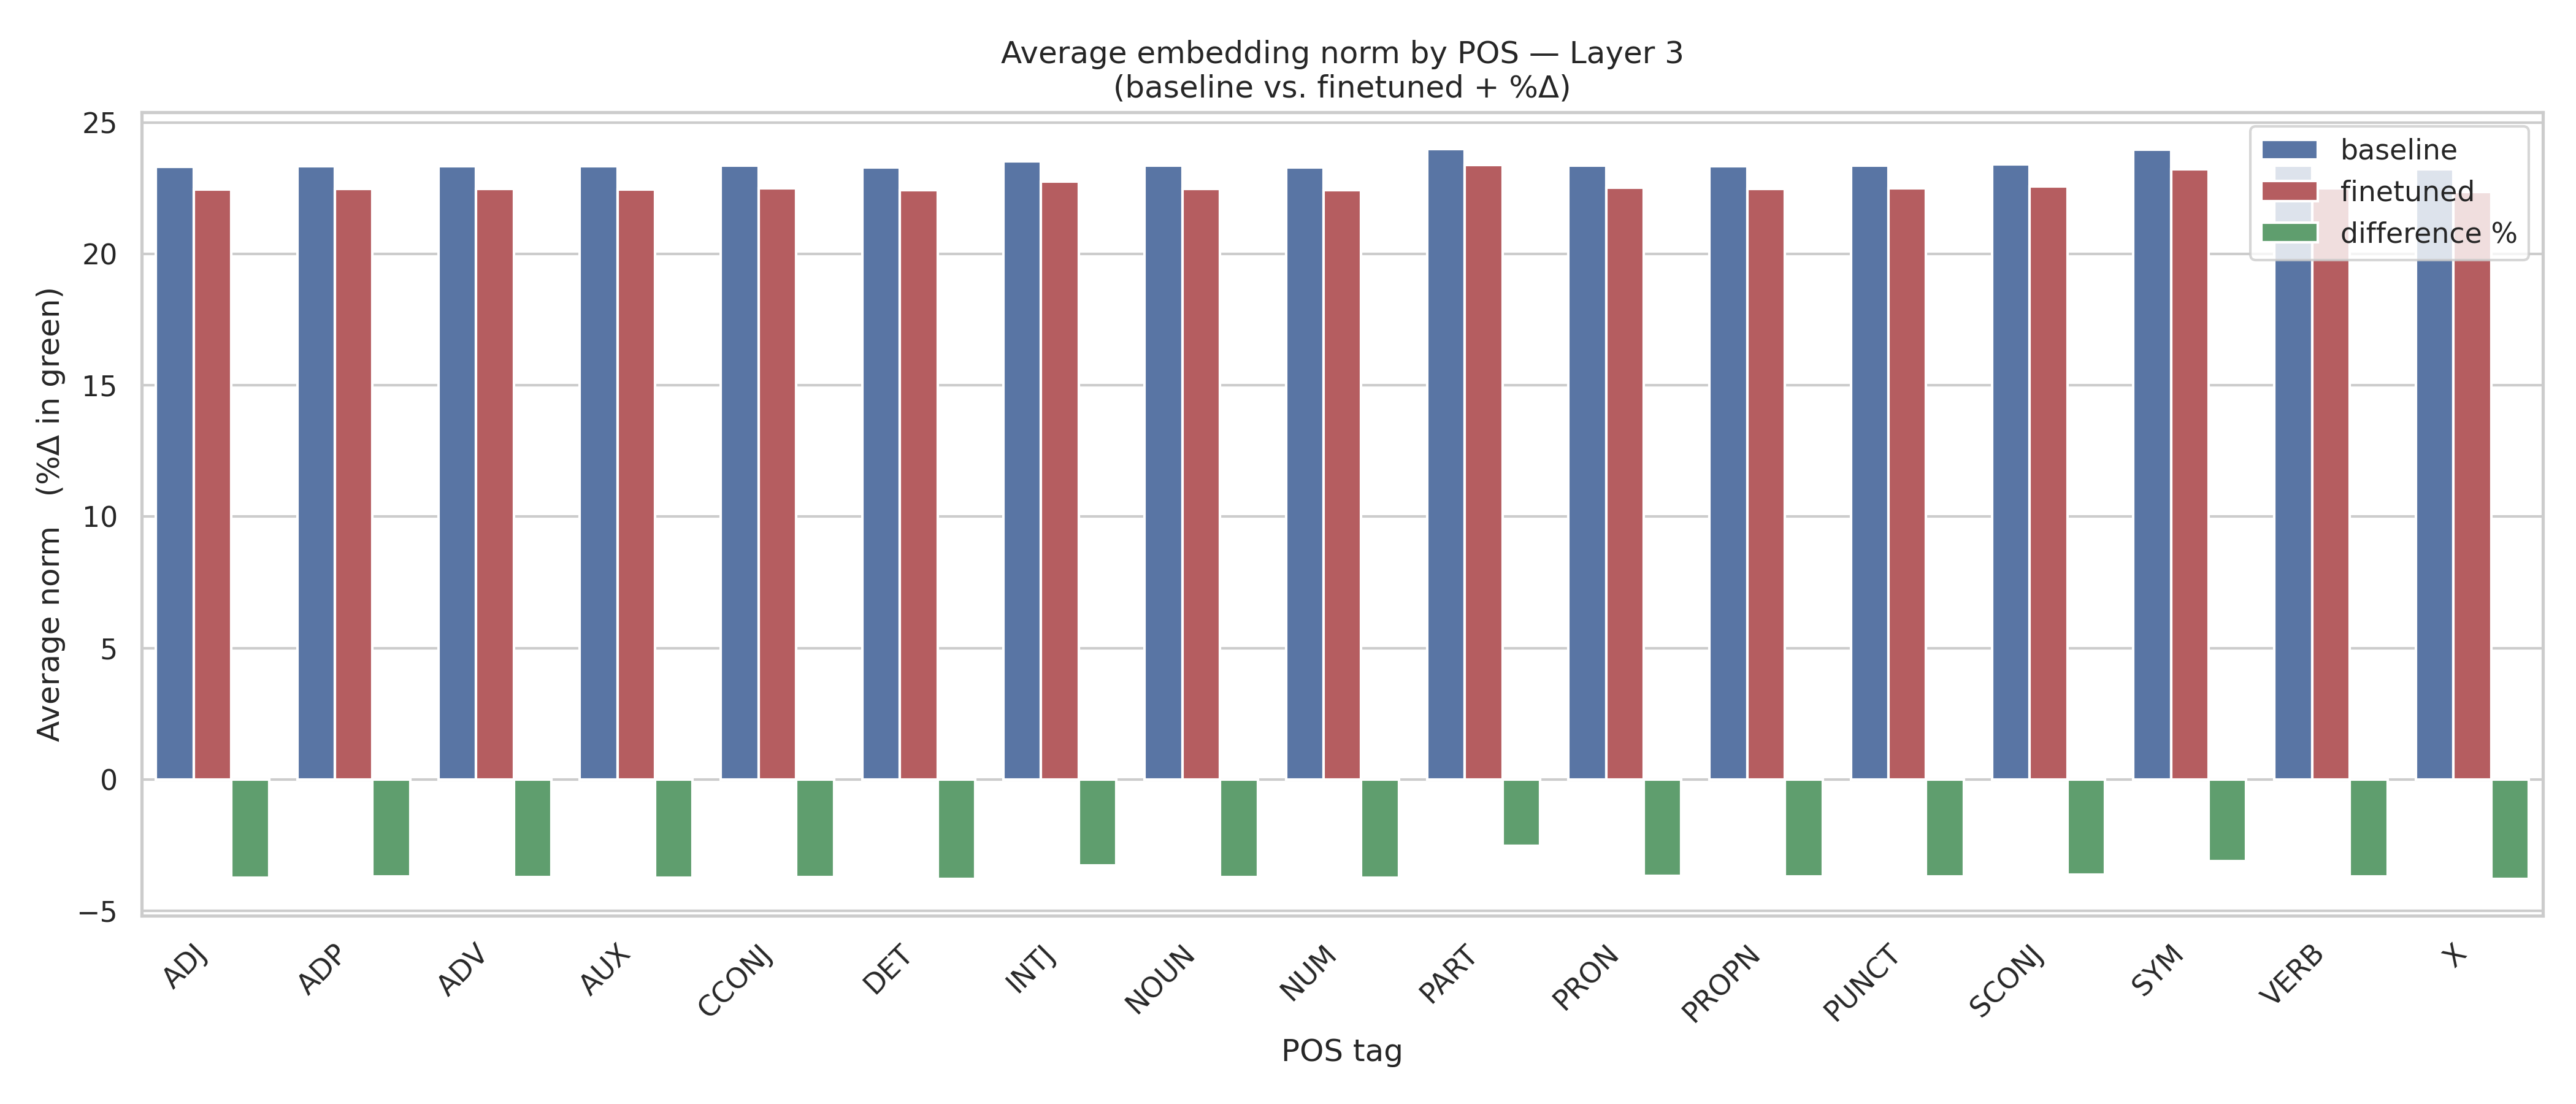 Average embedding norm by POS — Layer 3
(baseline vs. finetuned + %Δ)
Average norm (%Δ in green)
25
20
15
10
5
0
−5
baseline
finetuned
difference %
ADJ
ADP
ADV
AUX
CCONJ
DET
INTJ
NOUN
NUM
PART
PRON
PROPN
PUNCT
SCONJ
SYM
VERB
X
POS tag